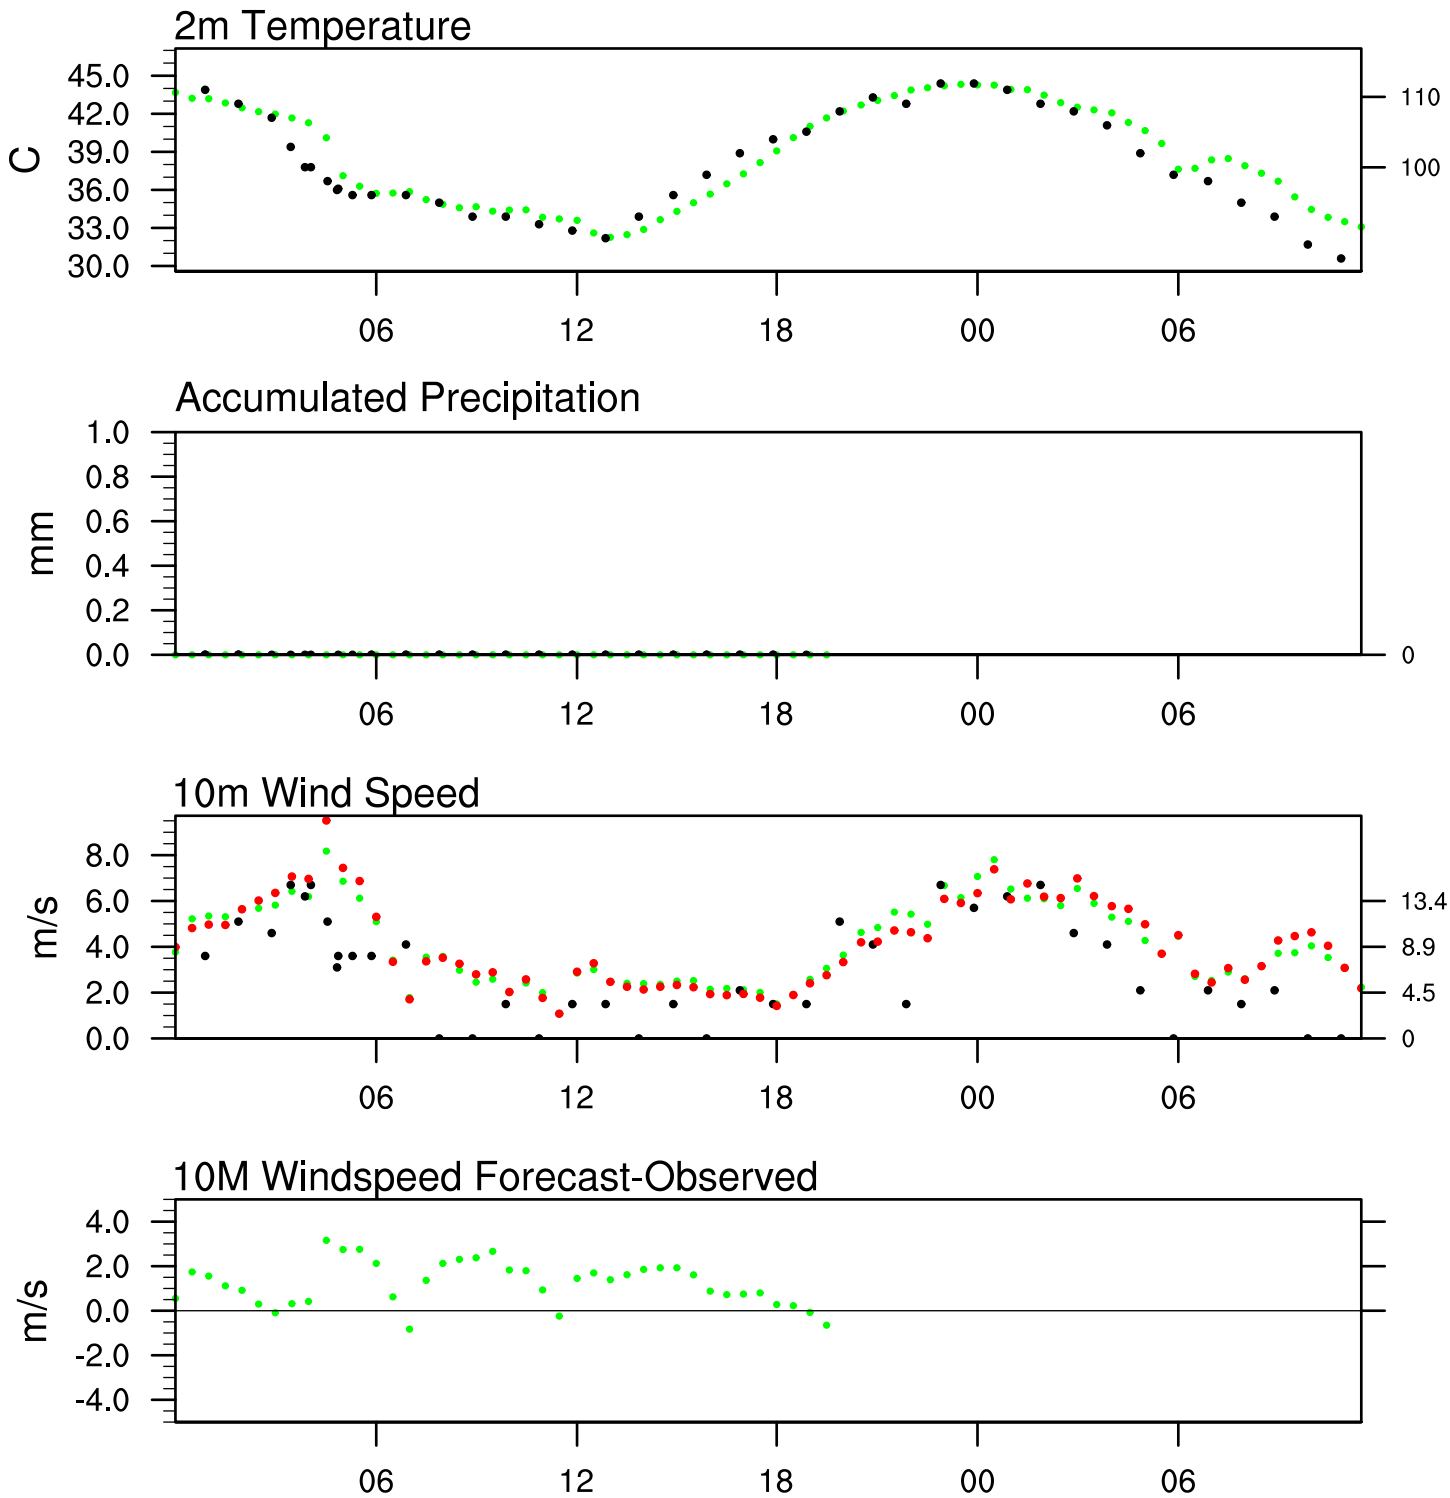 2m Temperature
45.0
42.0
39.0
36.0
33.0
30.0
C
110
100
06 12 18 00 06
Accumulated Precipitation
1.0
0.8
0.6
0.4
0.2
0.0
mm
0
06 12 18 00 06
10m Wind Speed
8.0
6.0
4.0
2.0
0.0
m/s
13.4
8.9
4.5
0
06 12 18 00 06
10M Windspeed Forecast-Observed
4.0
2.0
0.0
-2.0
-4.0
m/s
06 12 18 00 06